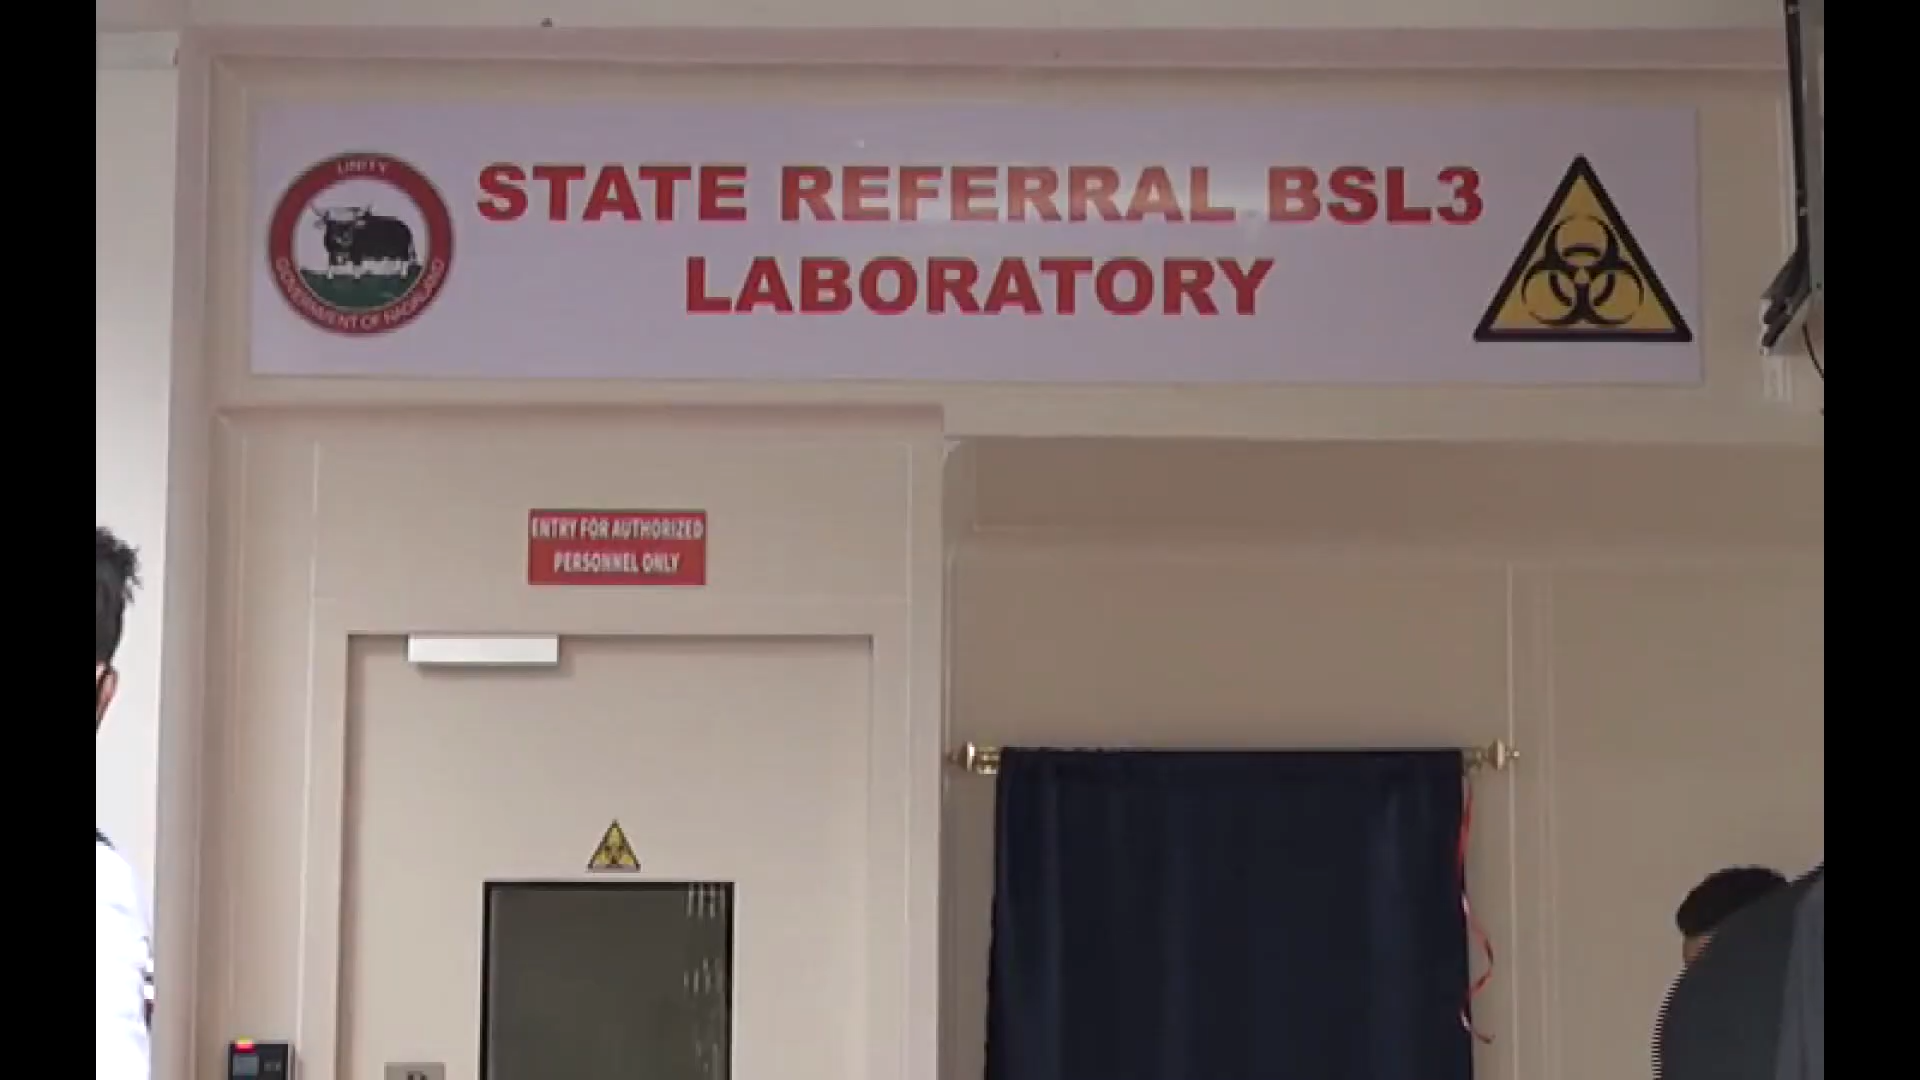 UNITY
GOVERNMENT OF NAGALAND
STATE REFERRAL BSL3
LABORATORY
ENTRY FOR AUTHORIZED
PERSONNEL ONLY